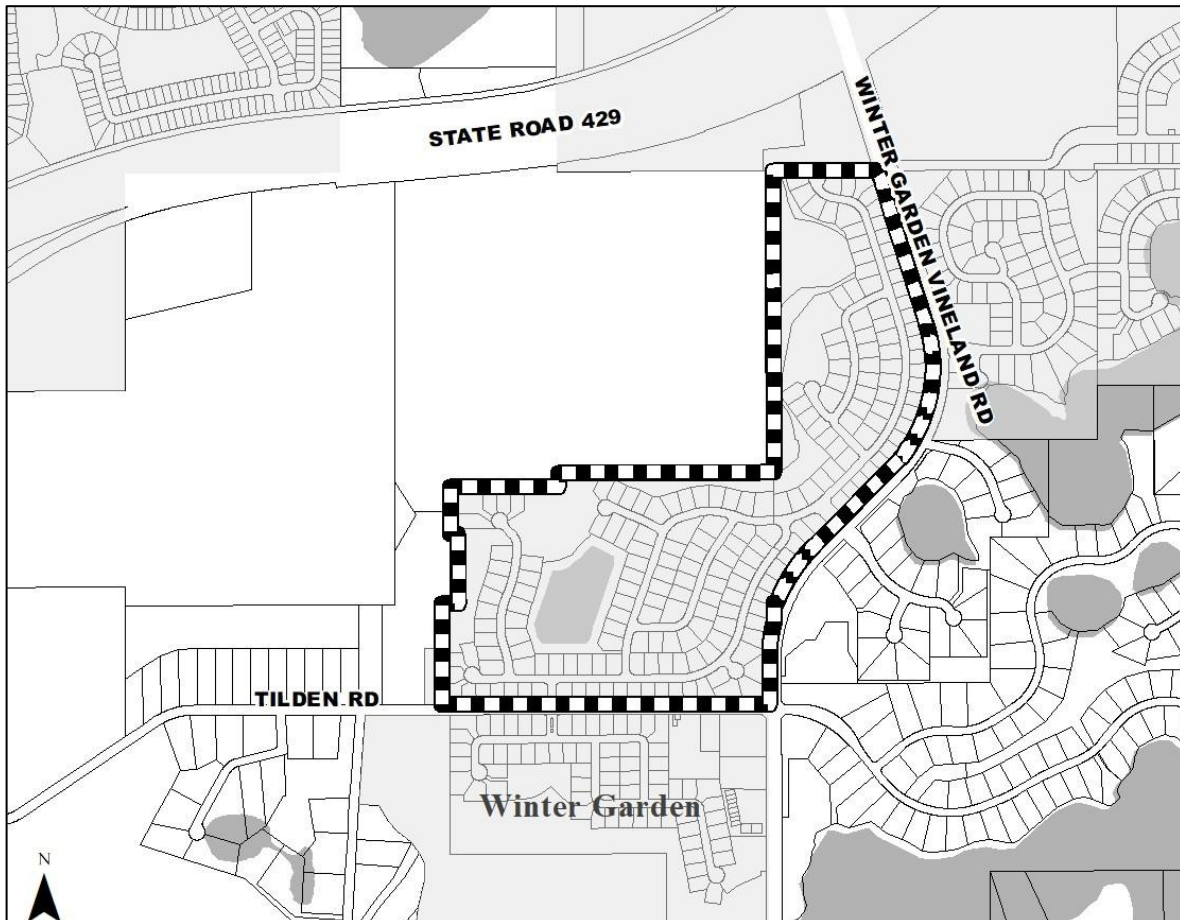 STATE ROAD 429
WINTER GARDEN VINELAND RD
TILDEN RD
Winter Garden
N